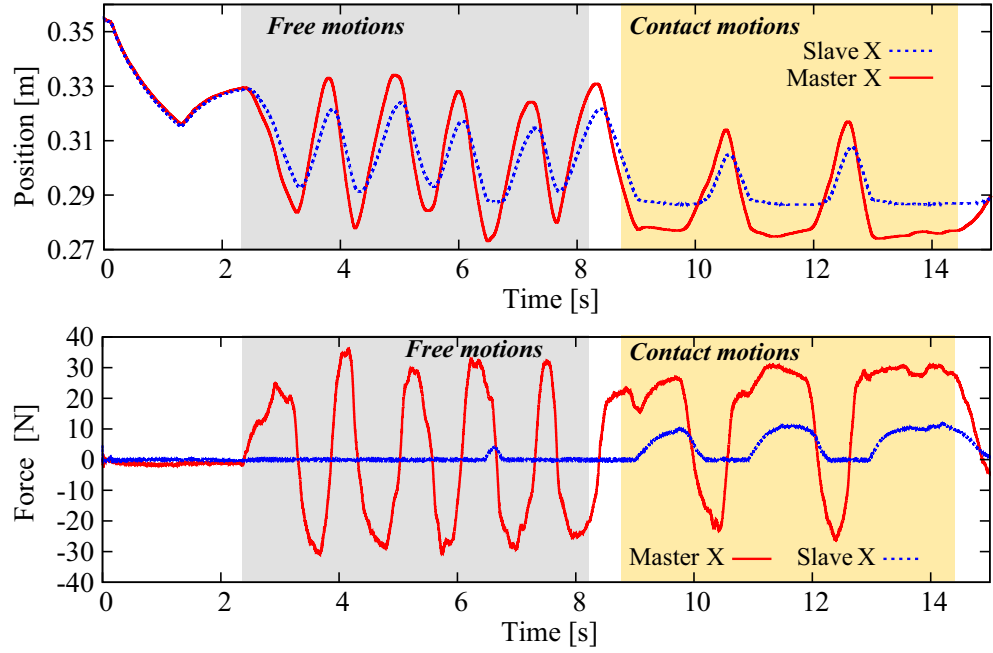 Free motions
Contact motions
Slave X
Master X
Position [m]
0.35
0.33
0.31
0.29
0.27
0 2 4 6 8 10 12 14
Time [s]
Free motions
Contact motions
Force [N]
40
30
20
10
0
-10
-20
-30
-40
Master X
Slave X
0 2 4 6 8 10 12 14
Time [s]